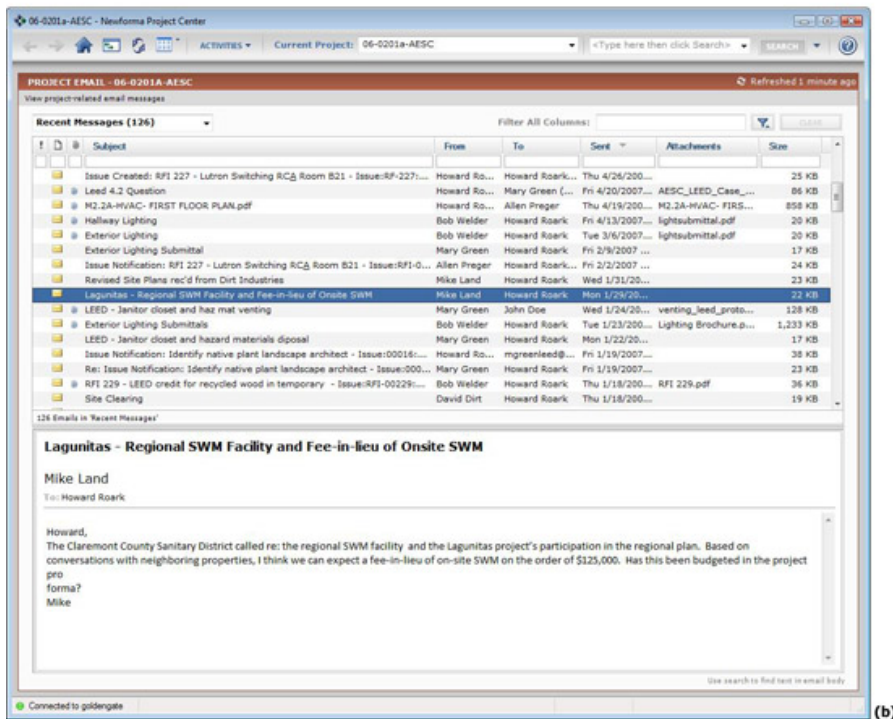 06-0201a-AESC - Newforma Project Center
ACTIVITIES Current Project: 06-0201a-AESC <Type here then click Search> SEARCH
PROJECT EMAIL - 06-0201A-AESC Refreshed 1 minute ago
View project-related email messages
Recent Messages (126) Filter All Columns: CLEAR
! Subject From To Sent Attachments Size
Issue Created: RFI 227 - Lutron Switching RCA Room B21 - Issue:RF-227:... Howard Ro... Howard Roark... Thu 4/26/200... 25 KB
Leed 4.2 Question Howard Ro... Mary Green (... Fri 4/20/2007... AESC_LEED_Case_... 86 KB
M2.2A-HVAC- FIRST FLOOR PLAN.pdf Howard Ro... Allen Preger Thu 4/19/200... M2.2A-HVAC- FIRS... 858 KB
Hallway Lighting Bob Welder Howard Roark Fri 4/13/2007... lightsubmittal.pdf 20 KB
Exterior Lighting Bob Welder Howard Roark Tue 3/6/2007... lightsubmittal.pdf 20 KB
Exterior Lighting Submittal Mary Green Howard Roark Fri 2/9/2007 ... 17 KB
Issue Notification: RFI 227 - Lutron Switching RCA Room B21 - Issue:RFI-0... Allen Preger Howard Roark... Fri 2/2/2007 ... 24 KB
Revised Site Plans rec'd from Dirt Industries Mike Land Howard Roark Wed 1/31/20... 23 KB
Lagunitas - Regional SWM Facility and Fee-in-lieu of Onsite SWM Mike Land Howard Roark Mon 1/29/20... 22 KB
LEED - Janitor closet and haz mat venting Mary Green John Doe Wed 1/24/20... venting_leed_proto... 128 KB
Exterior Lighting Submittals Bob Welder Howard Roark Tue 1/23/200... Lighting Brochure.p... 1,233 KB
LEED - Janitor closet and hazard materials diposal Mary Green Howard Roark Mon 1/22/20... 17 KB
Issue Notification: Identify native plant landscape architect - Issue:00016:... Howard Ro... mgreenleed@... Fri 1/19/2007... 38 KB
Re: Issue Notification: Identify native plant landscape architect - Issue:000... Mary Green Howard Roark Fri 1/19/2007... 23 KB
RFI 229 - LEED credit for recycled wood in temporary - Issue:RFI-00229:... Bob Welder Howard Roark Thu 1/18/200... RFI 229.pdf 36 KB
Site Clearing David Dirt Howard Roark Thu 1/18/200... 19 KB
126 Emails in 'Recent Messages'
Lagunitas - Regional SWM Facility and Fee-in-lieu of Onsite SWM
Mike Land
To: Howard Roark
Howard,
The Claremont County Sanitary District called re: the regional SWM facility and the Lagunitas project's participation in the regional plan. Based on
conversations with neighboring properties, I think we can expect a fee-in-lieu of on-site SWM on the order of $125,000. Has this been budgeted in the project
pro
forma?
Mike
Use search to find text in email body
Connected to goldengate
(b)